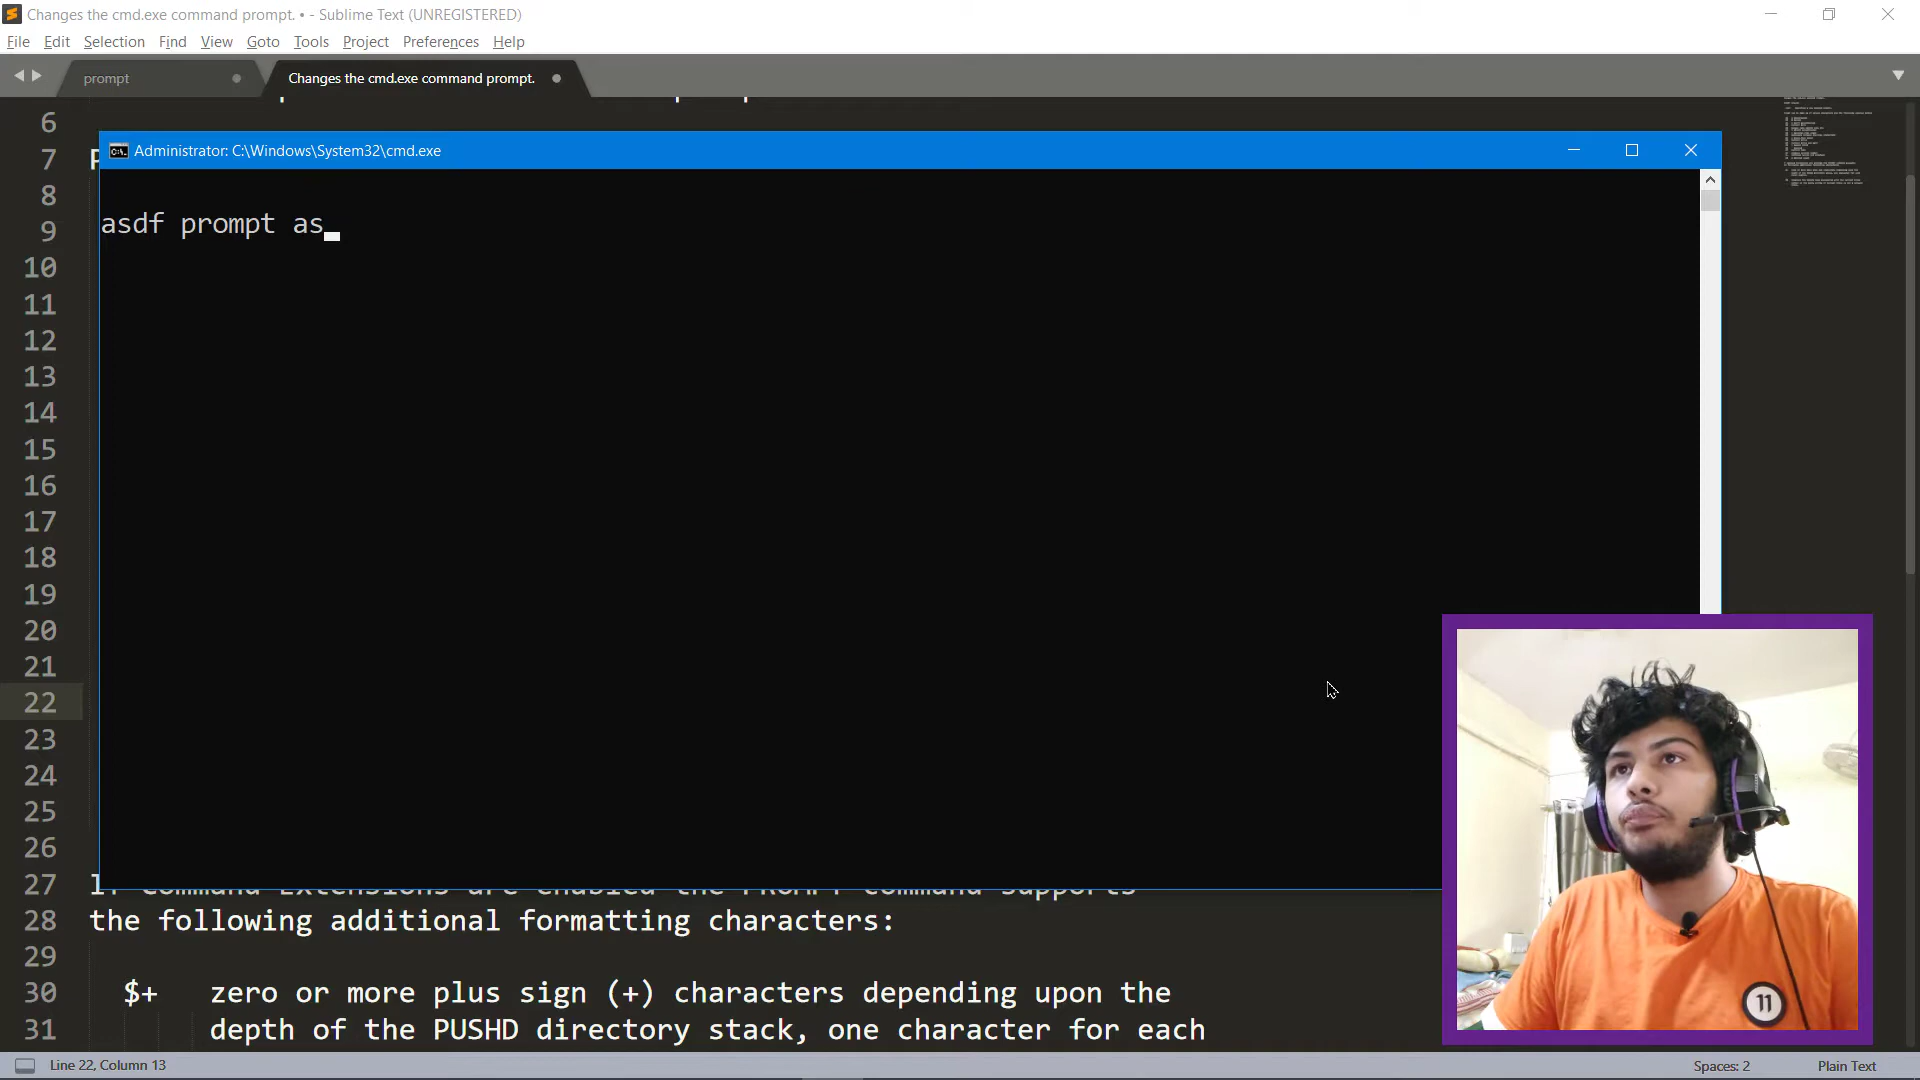 Changes the cmd.exe command prompt. • - Sublime Text (UNREGISTERED)
File Edit Selection Find View Goto Tools Project Preferences Help
prompt
Changes the cmd.exe command prompt.
6
7
8
9
10
11
12
13
14
15
16
17
18
19
20
21
22
23
24
25
26
27
28 the following additional formatting characters:
29
30 $+ zero or more plus sign (+) characters depending upon the
31 depth of the PUSHD directory stack, one character for each
Administrator: C:\Windows\System32\cmd.exe
asdf prompt as
11
Line 22, Column 13
Spaces: 2
Plain Text